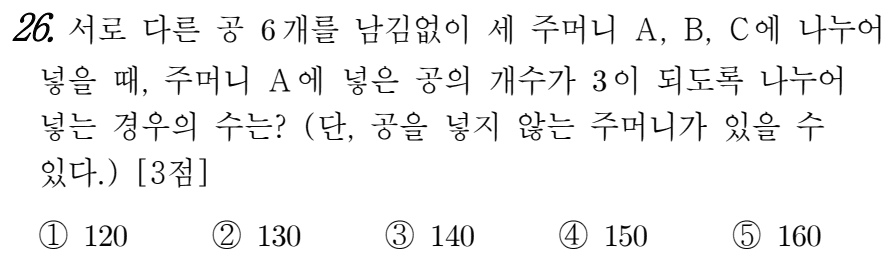 26. 서로 다른 공 6개를 남김없이 세 주머니 A, B, C에 나누어
넣을 때, 주머니 A에 넣은 공의 개수가 3이 되도록 나누어
넣는 경우의 수는? (단, 공을 넣지 않는 주머니가 있을 수
있다.) [3점]
① 120 ② 130 ③ 140 ④ 150 ⑤ 160